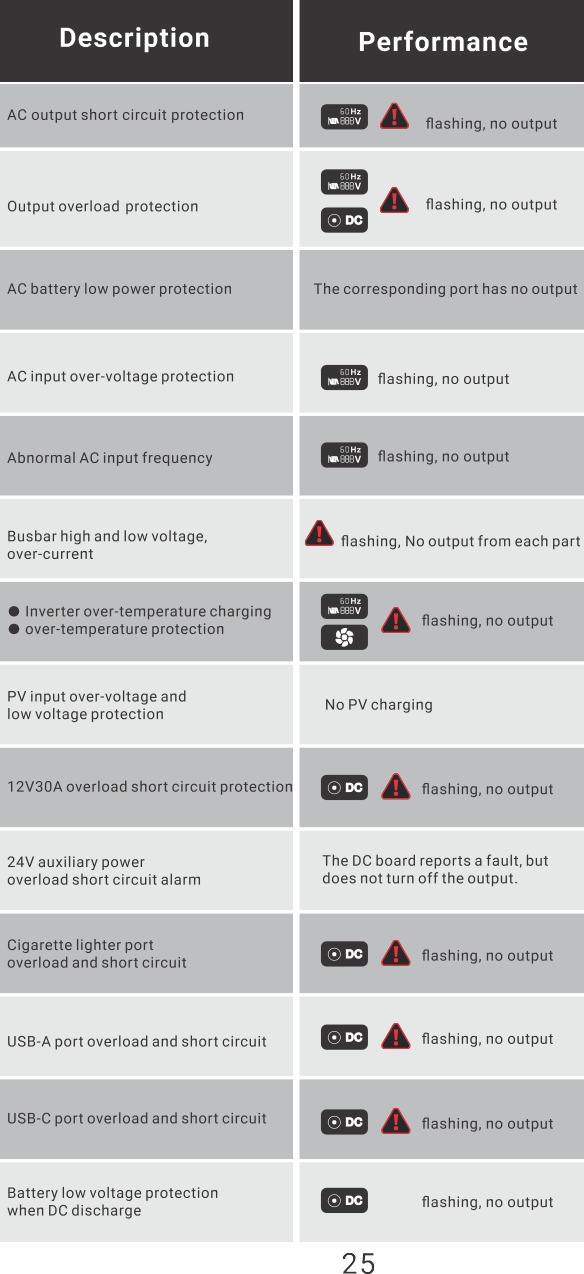 Description
Performance
AC output short circuit protection
60Hz
888V
flashing, no output
Output overload protection
60Hz
888V
DC
flashing, no output
AC battery low power protection
The corresponding port has no output
AC input over-voltage protection
60Hz
888V
flashing, no output
Abnormal AC input frequency
60Hz
888V
flashing, no output
Busbar high and low voltage,
over-current
flashing, No output from each part
● Inverter over-temperature charging
● over-temperature protection
60Hz
888V
flashing, no output
PV input over-voltage and
low voltage protection
No PV charging
12V30A overload short circuit protection
DC
flashing, no output
24V auxiliary power
overload short circuit alarm
The DC board reports a fault, but
does not turn off the output.
Cigarette lighter port
overload and short circuit
DC
flashing, no output
USB-A port overload and short circuit
DC
flashing, no output
USB-C port overload and short circuit
DC
flashing, no output
Battery low voltage protection
when DC discharge
DC
flashing, no output
25